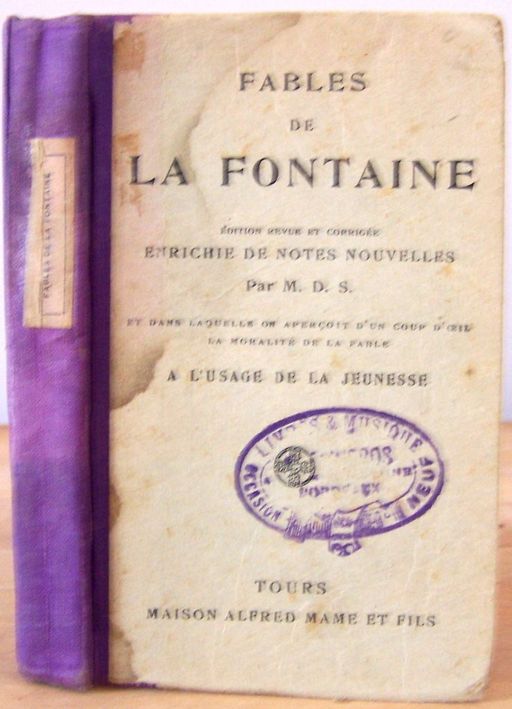 FABLES DE LA FONTAINE
FABLES
DE
LA FONTAINE
ÉDITION REVUE ET CORRIGÉE
ENRICHIE DE NOTES NOUVELLES
Par M. D. S.
ET DANS LAQUELLE ON APERÇOIT D'UN COUP D'ŒIL
LA MORALITÉ DE LA FABLE
A L'USAGE DE LA JEUNESSE
LIVRES & MUSIQUE
NEUF
OCCASION
TOURS
MAISON ALFRED MAME ET FILS